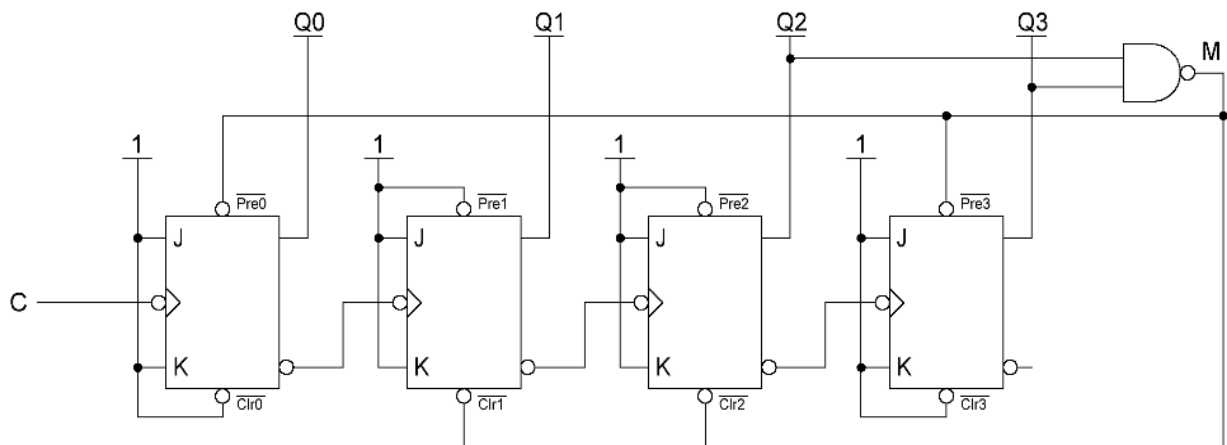 Q0 Q1 Q2 Q3
M
1 1 1 1
Pre0 Pre1 Pre2 Pre3
J J J J
C
K K K K
Clr0 Clr1 Clr2 Clr3